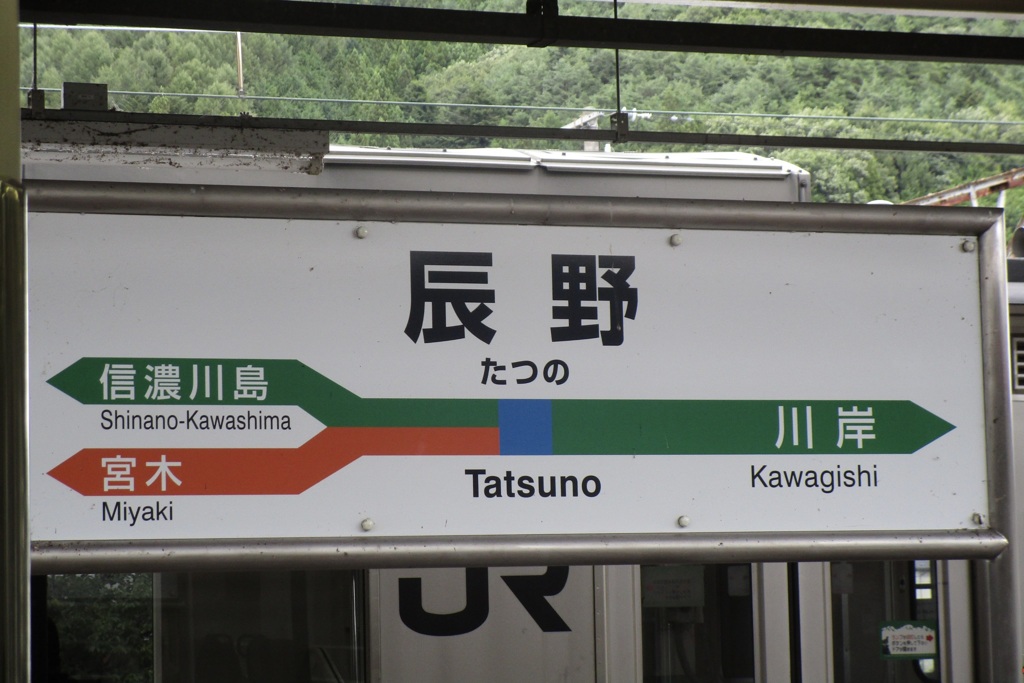 辰野
たつの
信濃川島
Shinano-Kawashima
川岸
宮木
Tatsuno
Kawagishi
Miyaki
JR